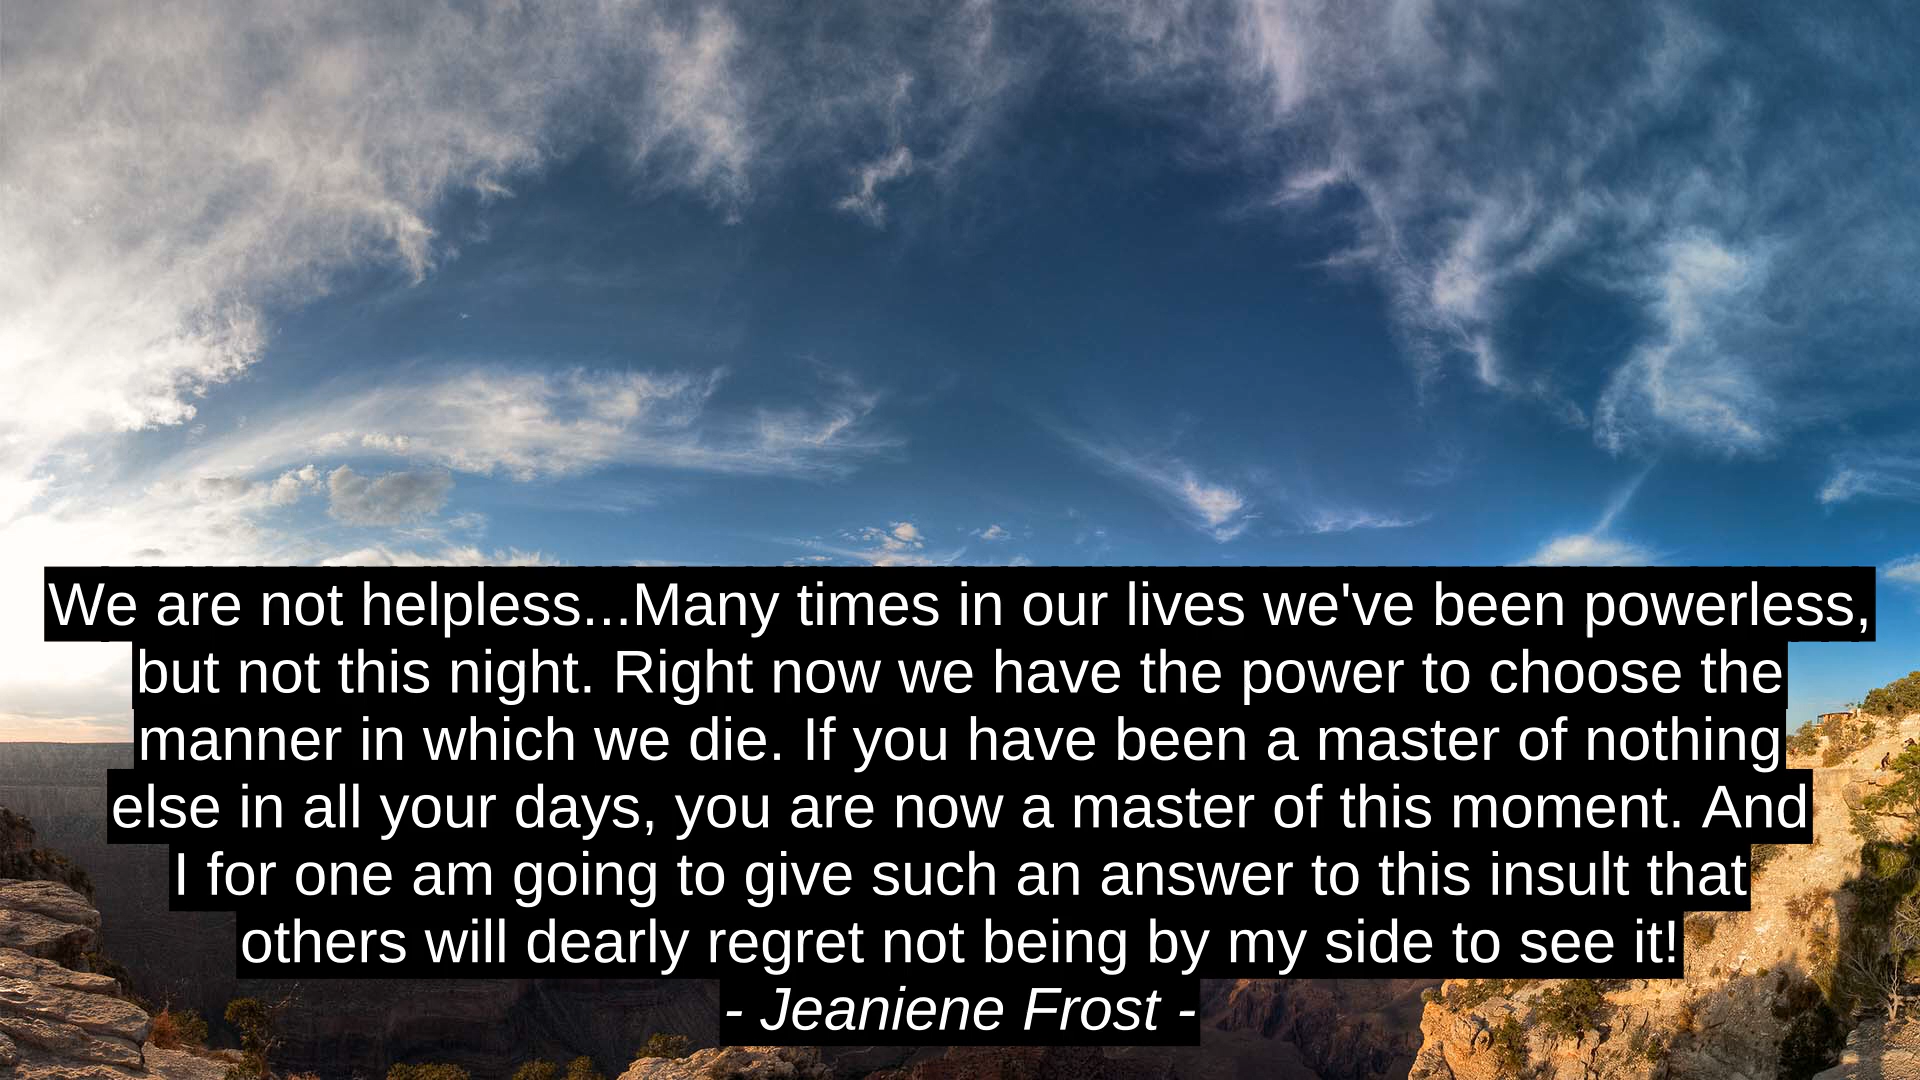 We are not helpless...Many times in our lives we've been powerless,
but not this night. Right now we have the power to choose the
manner in which we die. If you have been a master of nothing
else in all your days, you are now a master of this moment. And
I for one am going to give such an answer to this insult that
others will dearly regret not being by my side to see it!
- Jeaniene Frost -